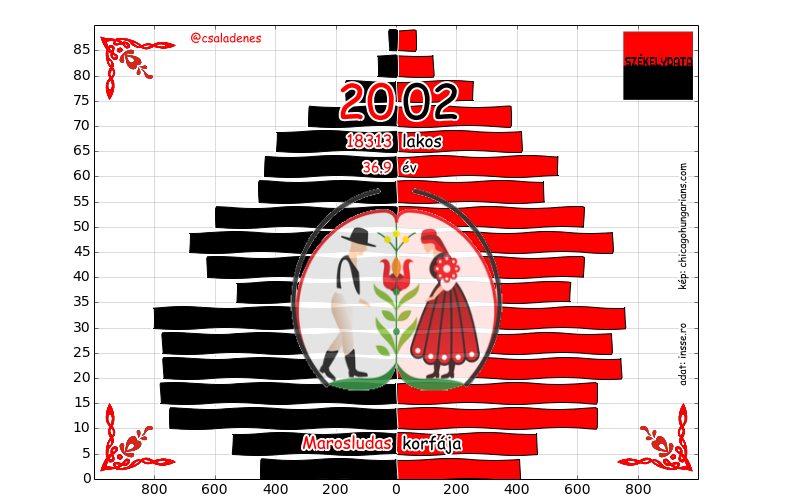 @csaladenes
SZÉKELYDATA
2002
18313 lakos
36.9 év
kép: chicagohungarians.com
adat: insse.ro
Marosludas korfája
85
80
75
70
65
60
55
50
45
40
35
30
25
20
15
10
5
0
800 600 400 200 0 200 400 600 800